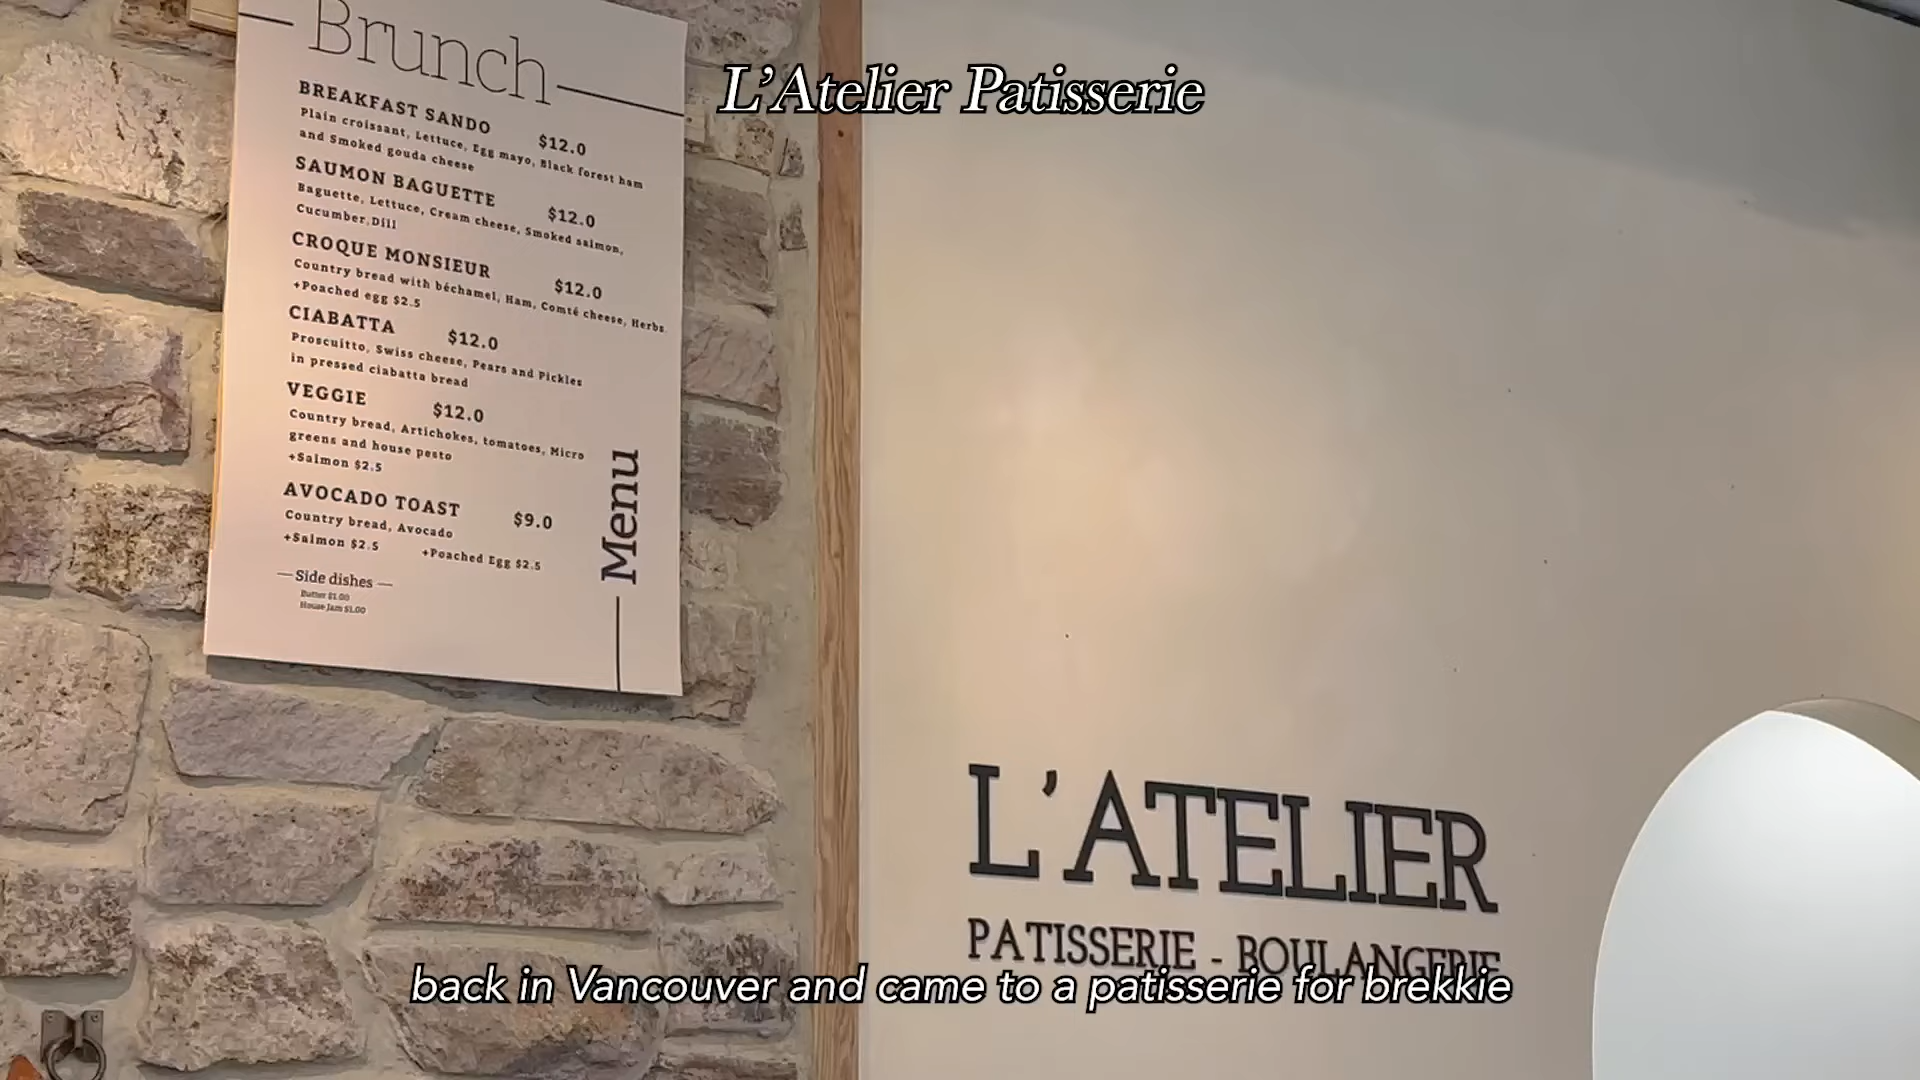 Brunch
BREAKFAST SANDO $12.0
Plain croissant, Lettuce, Egg mayo, Black forest ham
and Smoked gouda cheese
SAUMON BAGUETTE $12.0
Baguette, Lettuce, Cream cheese, Smoked salmon,
Cucumber,Dill
CROQUE MONSIEUR $12.0
Country bread with béchamel, Ham, Comté cheese, Herbs
+Poached egg $2.5
CIABATTA $12.0
Proscuitto, Swiss cheese, Pears and Pickles
in pressed ciabatta bread
VEGGIE $12.0
Country bread, Artichokes, tomatoes, Micro
greens and house pesto
+Salmon $2.5
AVOCADO TOAST $9.0
Country bread, Avocado
+Salmon $2.5 +Poached Egg $2.5
Side dishes
Butter $1.00
House Jam $1.00
Menu
L'Atelier Patisserie
L'ATELIER
PATISSERIE - BOULANGERIE
back in Vancouver and came to a patisserie for brekkie